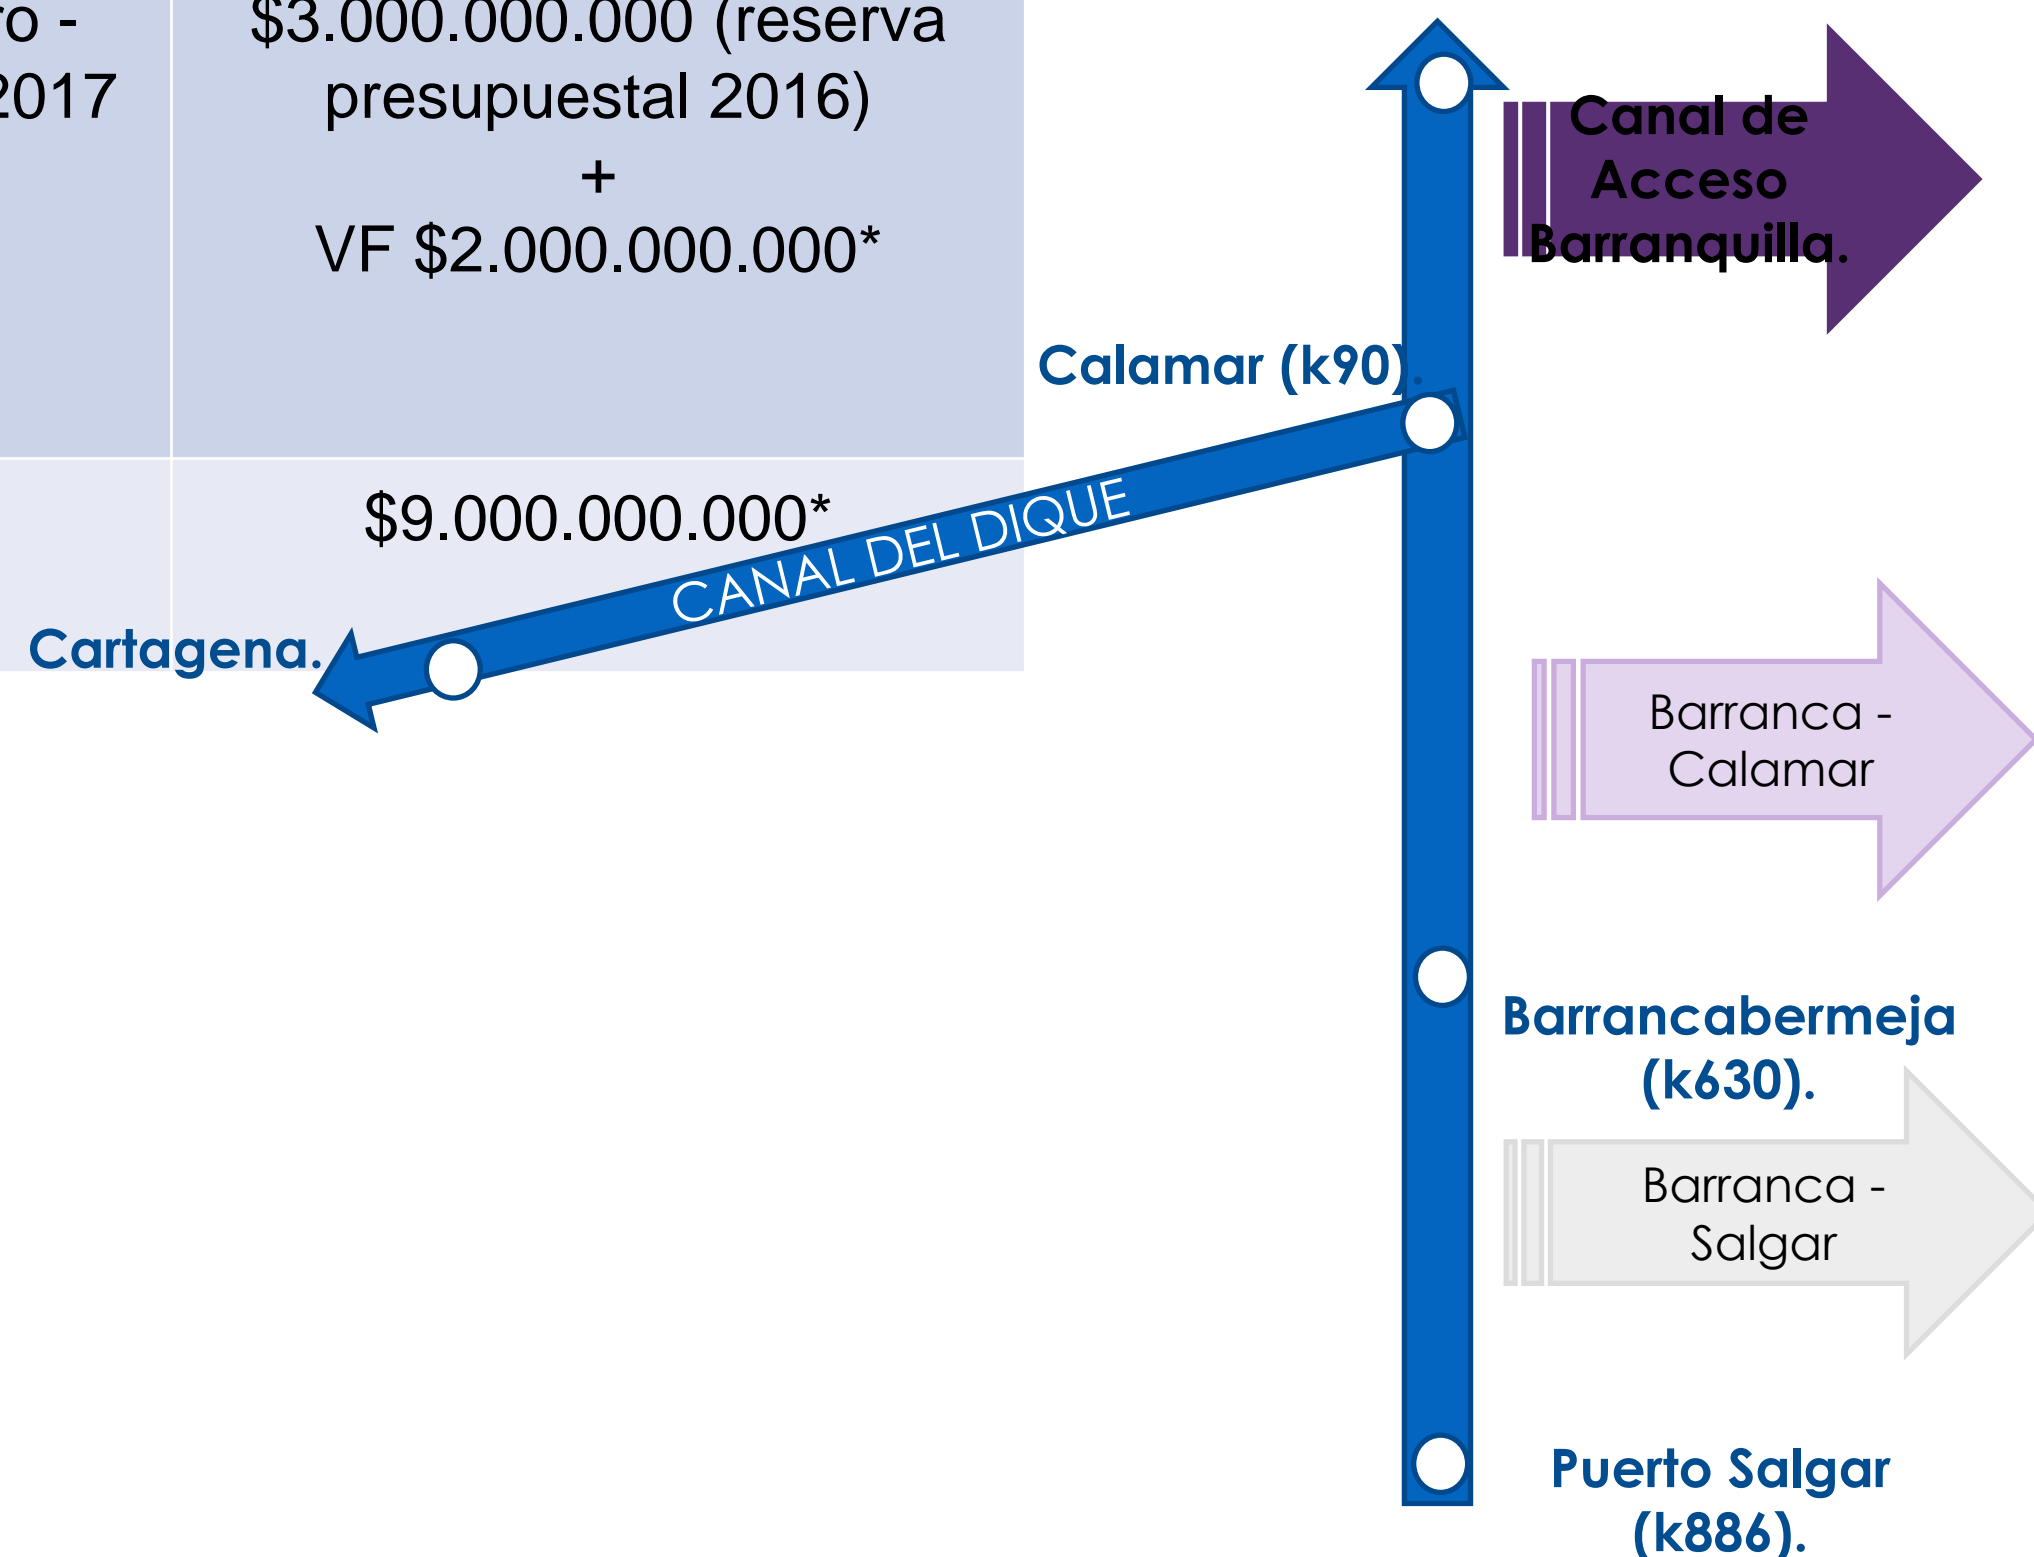 2017
$3.000.000.000 (reserva
presupuestal 2016)
+
VF $2.000.000.000*
$9.000.000.000*
Canal de
Acceso
Barranquilla.
Calamar (k90).
CANAL DEL DIQUE
Cartagena.
Barranca -
Calamar
Barrancabermeja
(k630).
Barranca -
Salgar
Puerto Salgar
(k886).